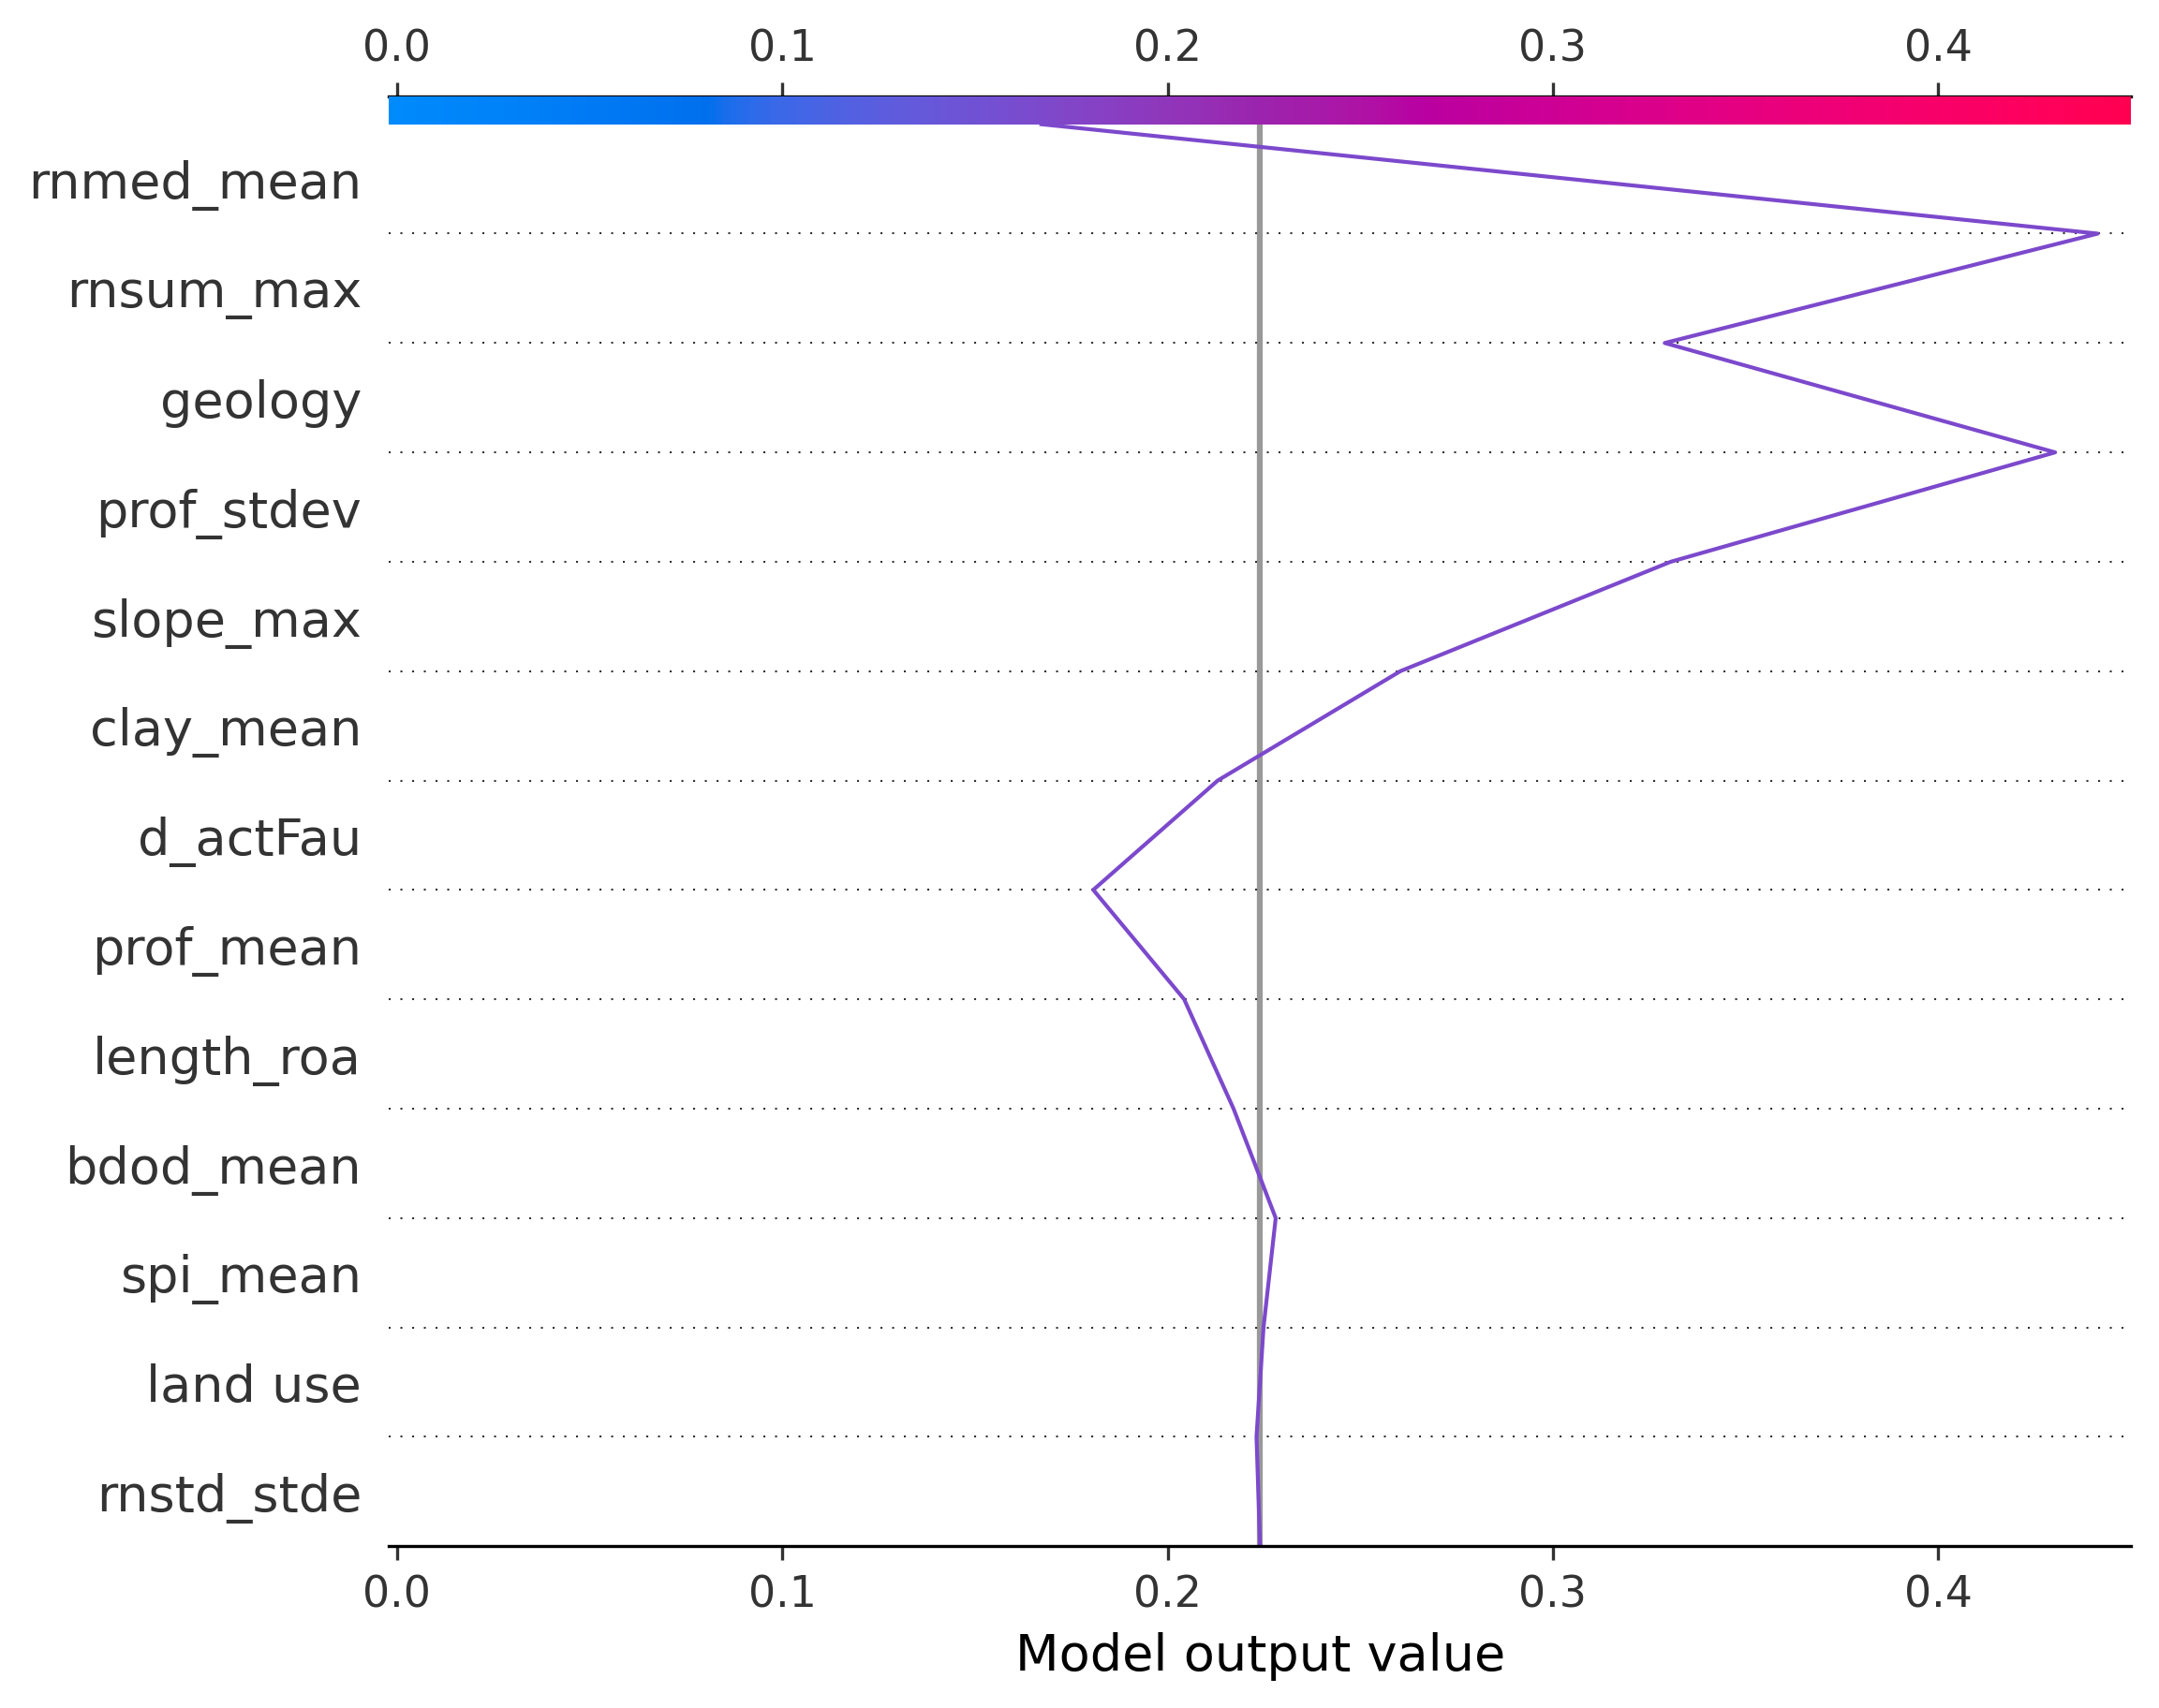 0.0 0.1 0.2 0.3 0.4
rnmed_mean
rnsum_max
geology
prof_stdev
slope_max
clay_mean
d_actFau
prof_mean
length_roa
bdod_mean
spi_mean
land use
rnstd_stde
0.0 0.1 0.2 0.3 0.4
Model output value